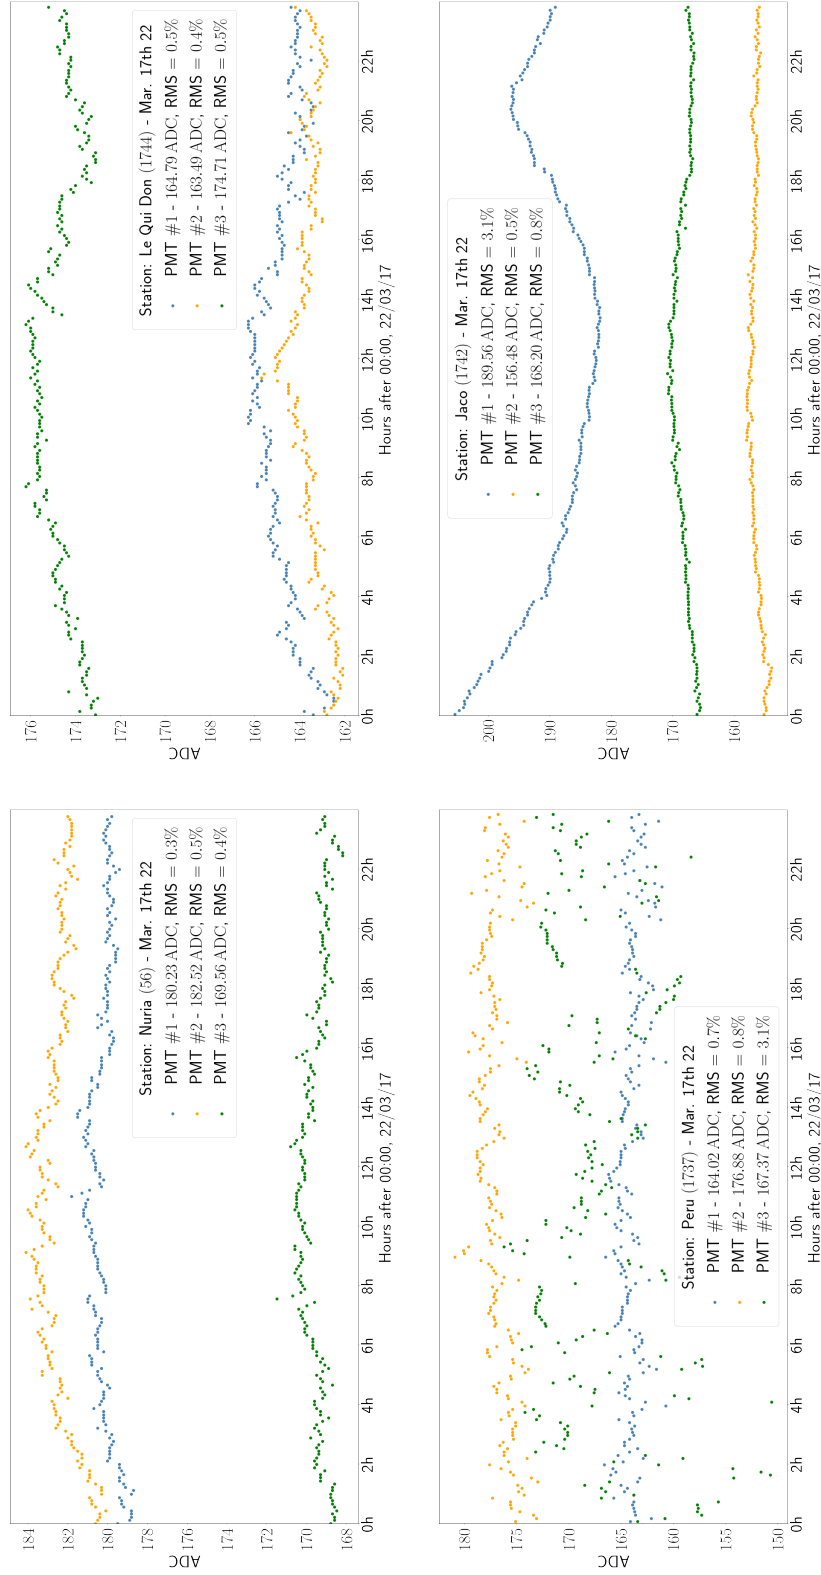 184
182
180
178
176
174
172
170
168
ADC
Station: Nuria (56) - Mar. 17th 22
PMT #1 - 180.23 ADC, RMS = 0.3%
PMT #2 - 182.52 ADC, RMS = 0.5%
PMT #3 - 169.56 ADC, RMS = 0.4%
0h 2h 4h 6h 8h 10h 12h 14h 16h 18h 20h 22h
Hours after 00:00, 22/03/17
176
174
172
170
168
166
164
162
ADC
Station: Le Qui Don (1744) - Mar. 17th 22
PMT #1 - 164.79 ADC, RMS = 0.5%
PMT #2 - 163.49 ADC, RMS = 0.4%
PMT #3 - 174.71 ADC, RMS = 0.5%
0h 2h 4h 6h 8h 10h 12h 14h 16h 18h 20h 22h
Hours after 00:00, 22/03/17
180
175
170
165
160
155
150
ADC
Station: Peru (1737) - Mar. 17th 22
PMT #1 - 164.02 ADC, RMS = 0.7%
PMT #2 - 176.88 ADC, RMS = 0.8%
PMT #3 - 167.37 ADC, RMS = 3.1%
0h 2h 4h 6h 8h 10h 12h 14h 16h 18h 20h 22h
Hours after 00:00, 22/03/17
200
190
180
170
160
ADC
Station: Jaco (1742) - Mar. 17th 22
PMT #1 - 189.56 ADC, RMS = 3.1%
PMT #2 - 156.48 ADC, RMS = 0.5%
PMT #3 - 168.20 ADC, RMS = 0.8%
0h 2h 4h 6h 8h 10h 12h 14h 16h 18h 20h 22h
Hours after 00:00, 22/03/17